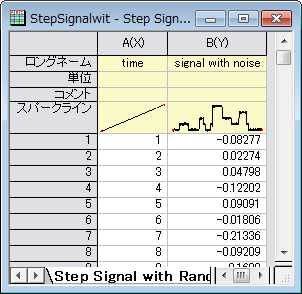 StepSignalwit - Step Sign...
A(X) B(Y)
ロングネーム time signal with noise
単位
コメント
スパークライン
1 1 -0.08277
2 2 0.02274
3 3 0.04798
4 4 -0.12202
5 5 0.09091
6 6 -0.01806
7 7 -0.21336
8 8 -0.09209
Step Signal with Rand